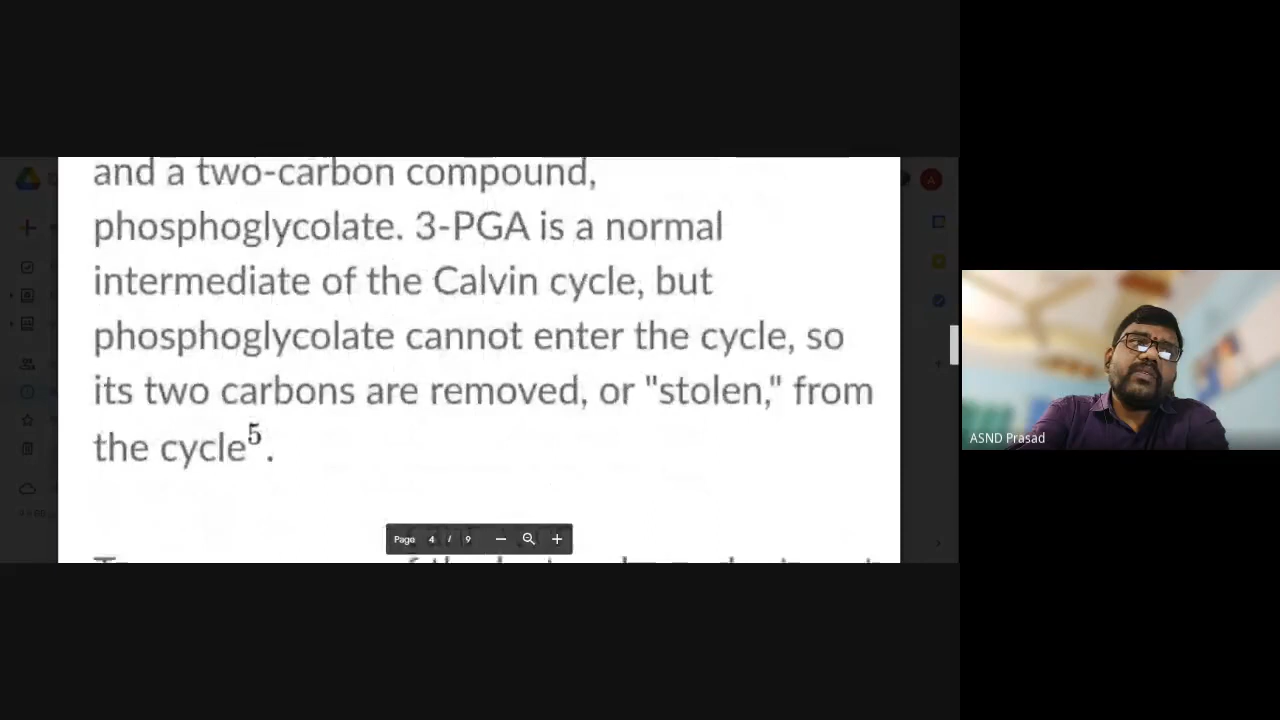 and a two-carbon compound,
phosphoglycolate. 3-PGA is a normal
intermediate of the Calvin cycle, but
phosphoglycolate cannot enter the cycle, so
its two carbons are removed, or "stolen," from
the cycle⁵.
Page 4 / 9
A
ASND Prasad